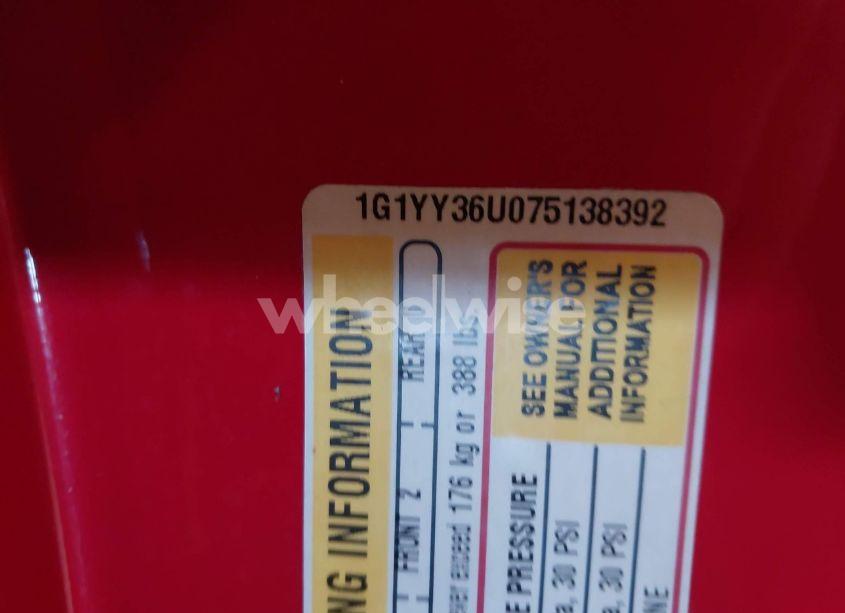 1G1YY36U075138392
NG INFORMATION
FRONT 2 REAR 0
exceed 176 kg or 388 lbs
SEE OWNER'S
MANUAL FOR
ADDITIONAL
INFORMATION
E PRESSURE
a, 30 PSI
a, 30 PSI
NE
wheelwise